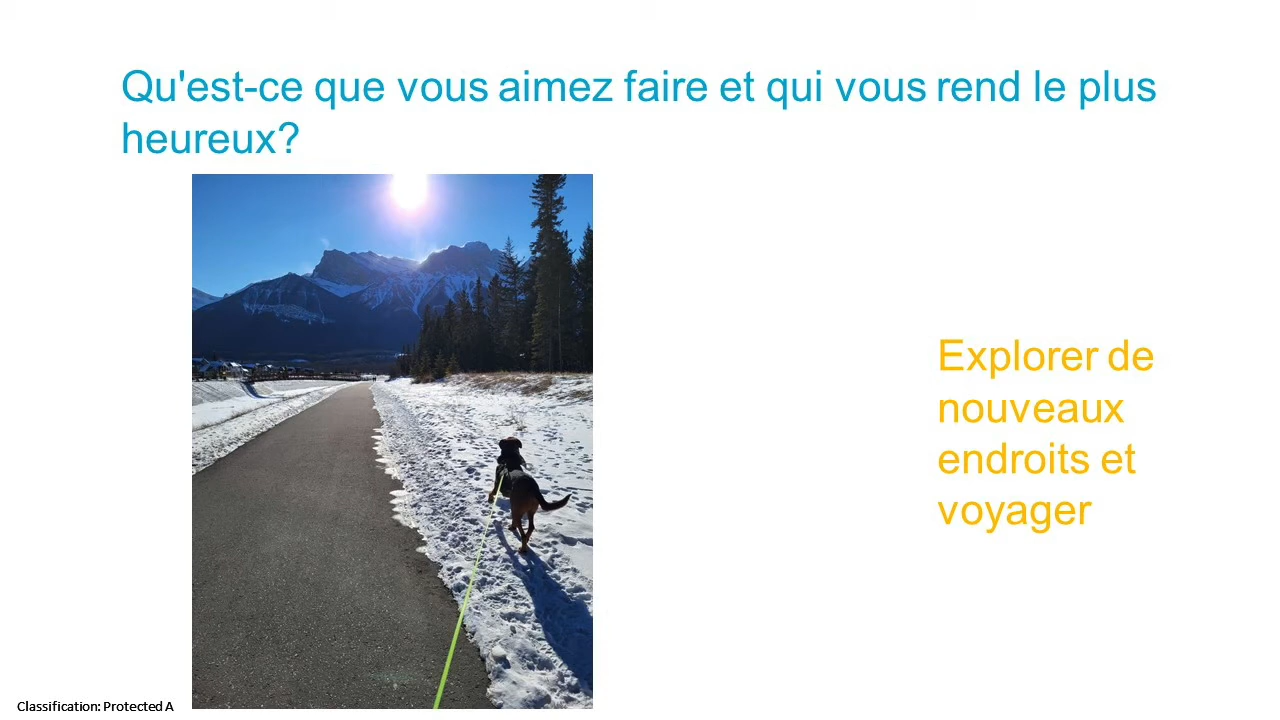 Qu'est-ce que vous aimez faire et qui vous rend le plus
heureux?
Explorer de
nouveaux
endroits et
voyager
Classification: Protected A